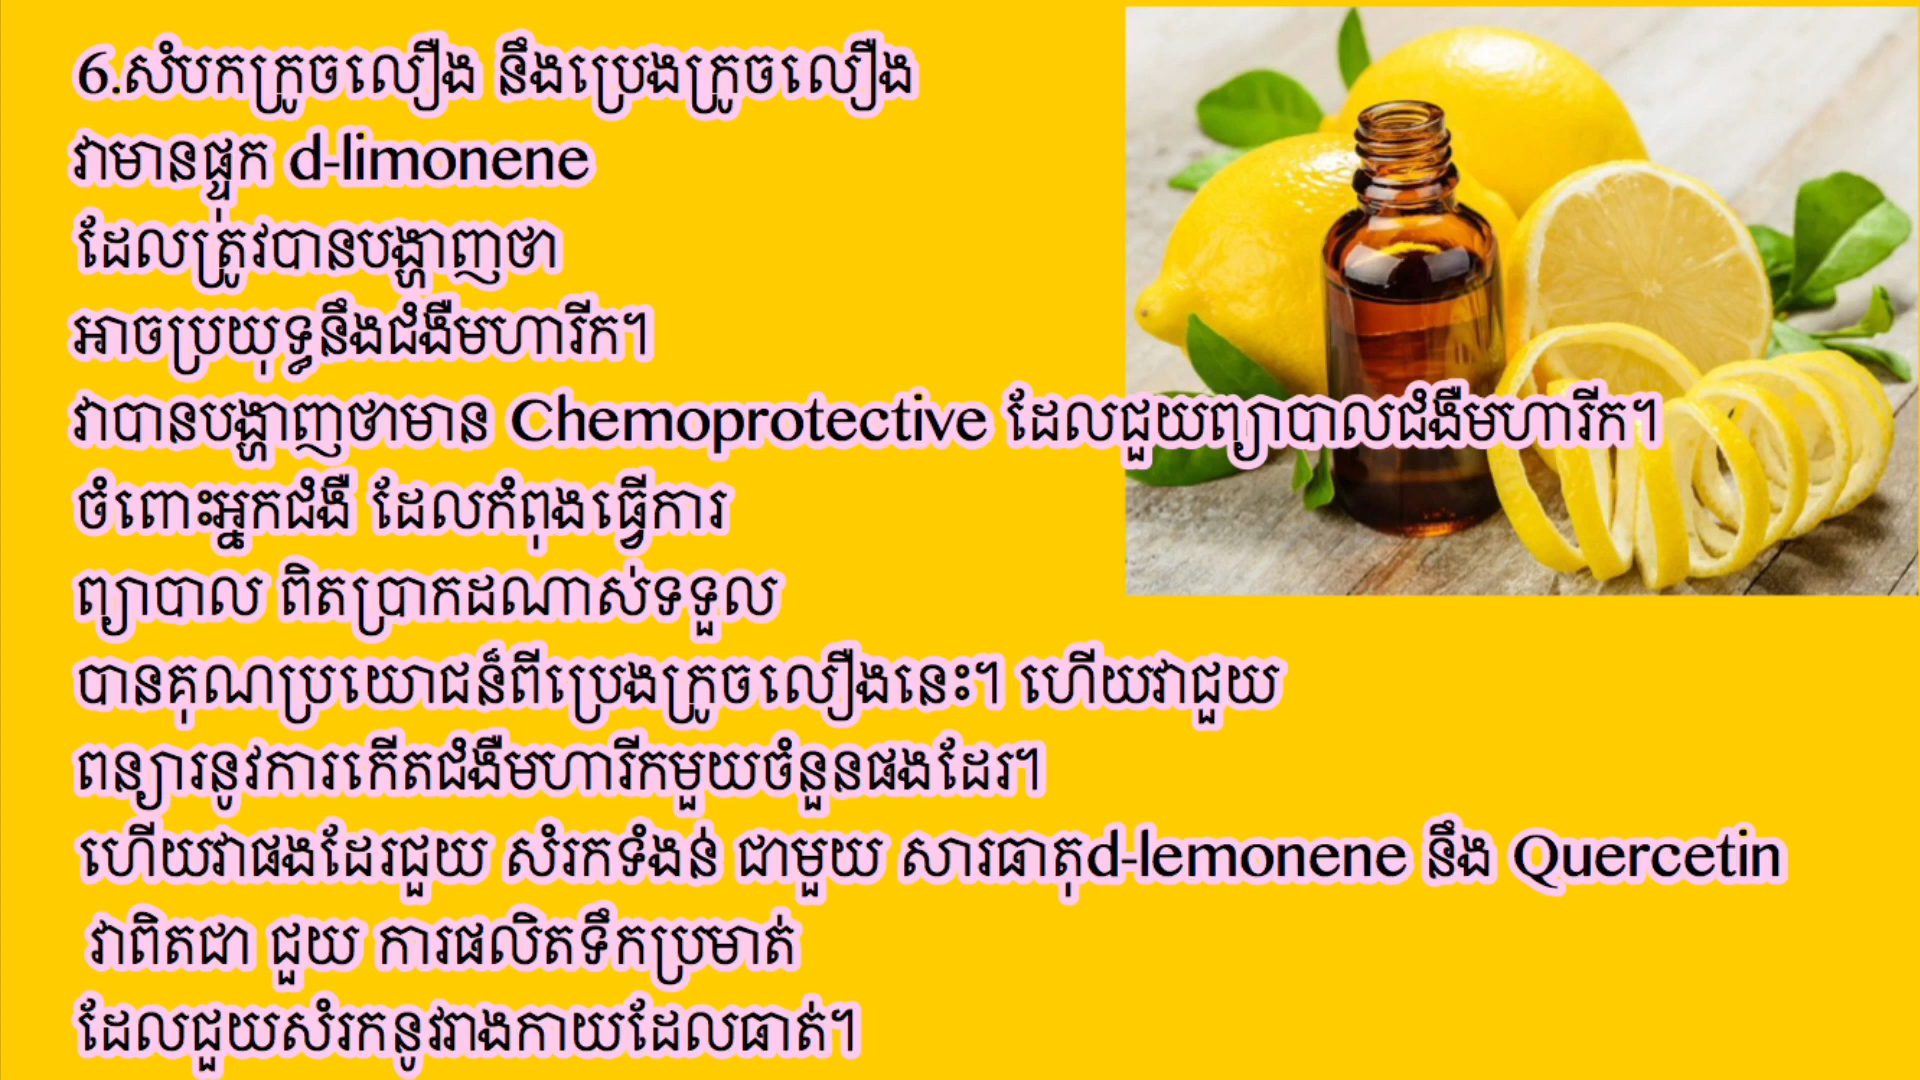 6.សំបកក្រូចលឿង នឹងប្រេងក្រូចលឿង
វាមានផ្ទុក d-limonene
ដែលត្រូវបានបង្ហាញថា
អាចប្រយុទ្ធនឹងជំងឺមហារីក។
វាបានបង្ហាញថាមាន Chemoprotective ដែលជួយព្យាបាលជំងឺមហារីក។
ចំពោះអ្នកជំងឺ ដែលកំពុងធ្វើការ
ព្យាបាល ពិតប្រាកដណាស់ទទួល
បានគុណប្រយោជន៏ពីប្រេងក្រូចលឿងនេះ។ ហើយវាជួយ
ពន្យារនូវការកើតជំងឺមហារីកមួយចំនួនផងដែរ។
ហើយវាផងដែរជួយ សំរកទំងន់ ជាមួយ សារធាតុd-lemonene នឹង Quercetin
វាពិតជា ជួយ ការផលិតទឹកប្រមាត់
ដែលជួយសំរកនូវរាងកាយដែលធាត់។